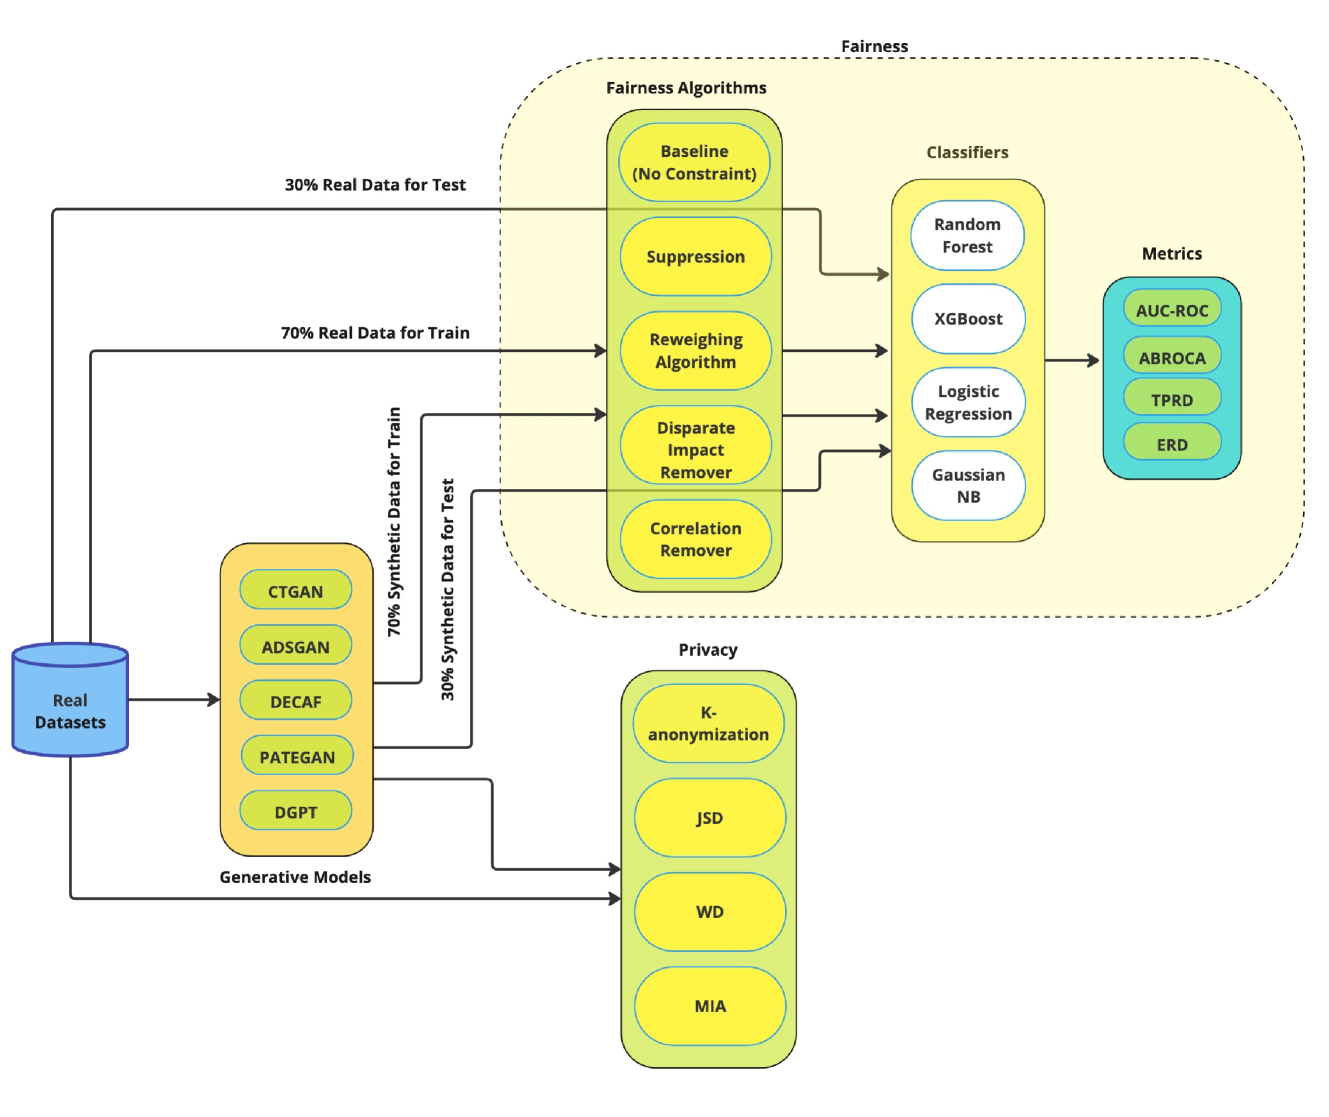 Fairness
Fairness Algorithms
Baseline
(No Constraint)
Suppression
Reweighing
Algorithm
Disparate
Impact
Remover
Correlation
Remover
Classifiers
Random
Forest
XGBoost
Logistic
Regression
Gaussian
NB
Metrics
AUC-ROC
ABROCA
TPRD
ERD
30% Real Data for Test
70% Real Data for Train
70% Synthetic Data for Train
30% Synthetic Data for Test
Real
Datasets
CTGAN
ADSGAN
DECAF
PATEGAN
DGPT
Generative Models
Privacy
K-
anonymization
JSD
WD
MIA